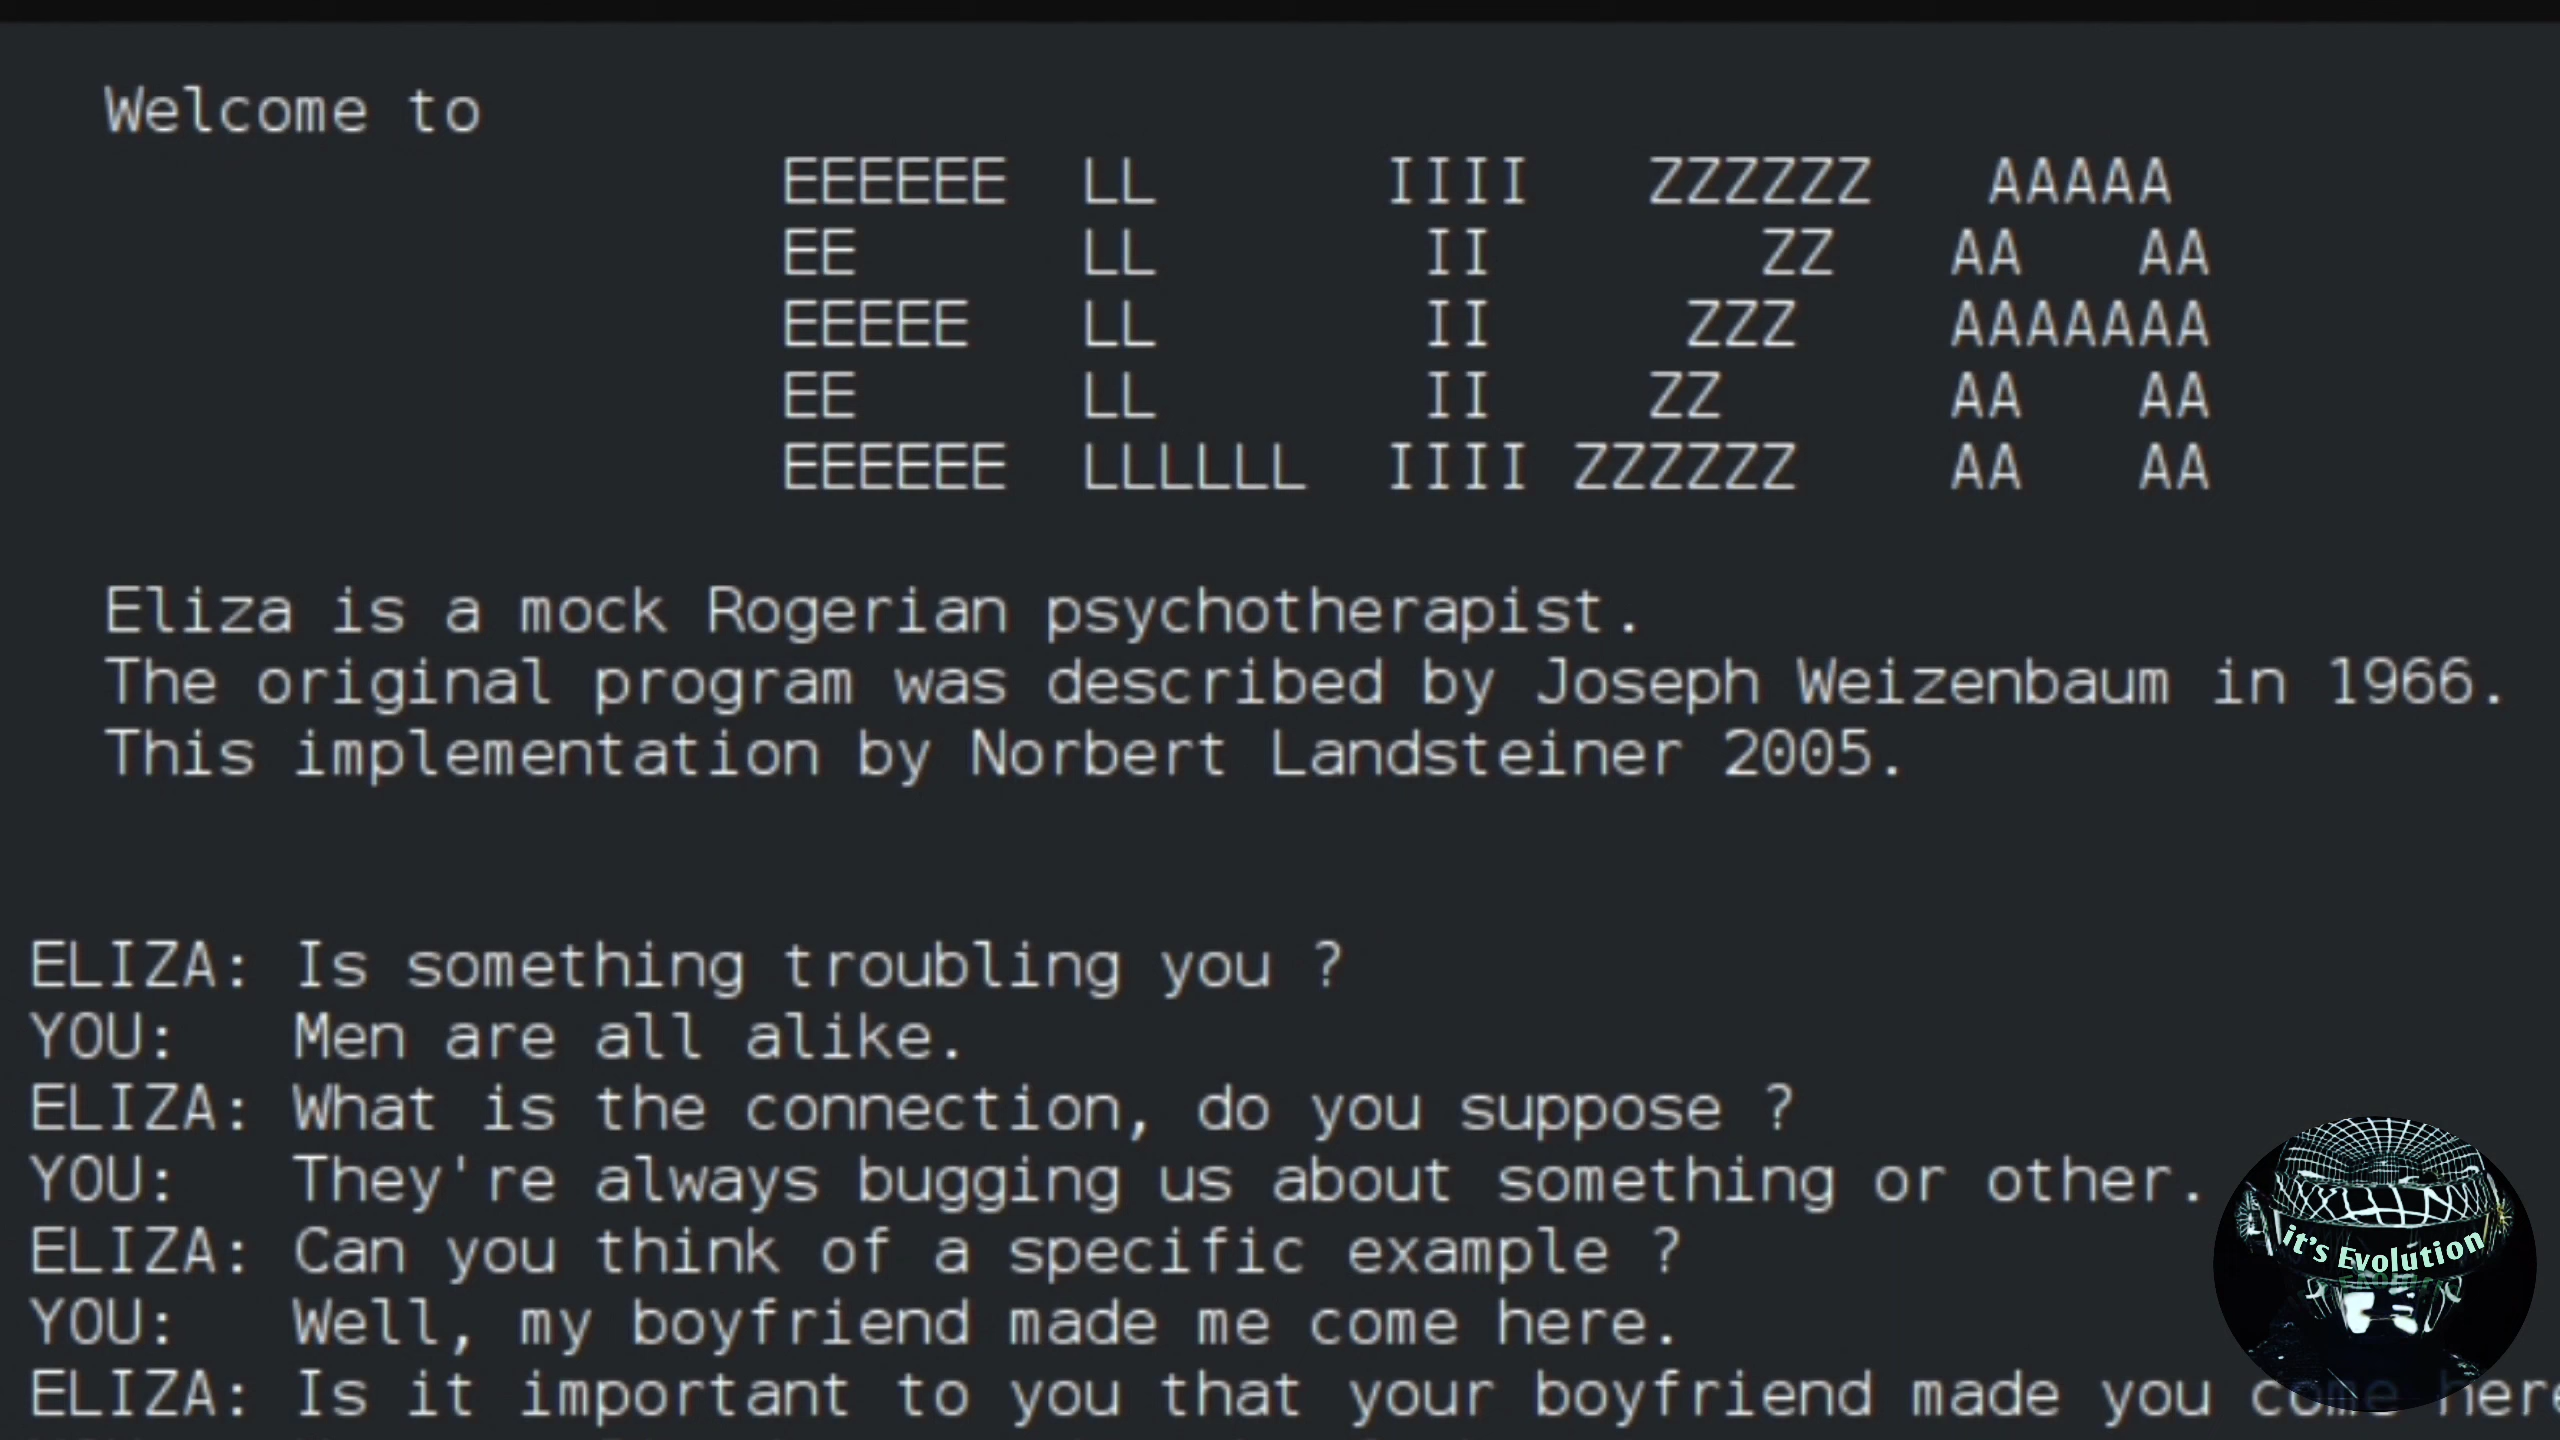 Welcome to
EEEEEE  LL      IIII   ZZZZZZ   AAAAA
EE      LL       II       ZZ   AA   AA
EEEEE   LL       II     ZZZ    AAAAAAA
EE      LL       II    ZZ      AA   AA
EEEEEE  LLLLLL  IIII ZZZZZZ    AA   AA
Eliza is a mock Rogerian psychotherapist.
The original program was described by Joseph Weizenbaum in 1966.
This implementation by Norbert Landsteiner 2005.
ELIZA: Is something troubling you ?
YOU:   Men are all alike.
ELIZA: What is the connection, do you suppose ?
YOU:   They're always bugging us about something or other.
ELIZA: Can you think of a specific example ?
YOU:   Well, my boyfriend made me come here.
ELIZA: Is it important to you that your boyfriend made you come here
it's Evolution